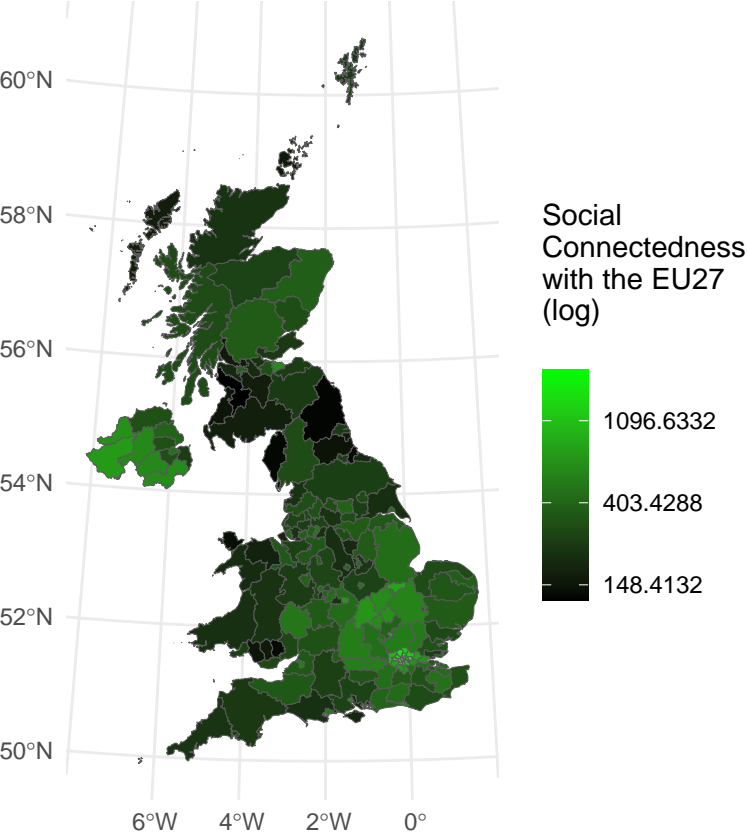 60°N
58°N
56°N
54°N
52°N
50°N
6°W 4°W 2°W 0°
Social
Connectedness
with the EU27
(log)
1096.6332
403.4288
148.4132